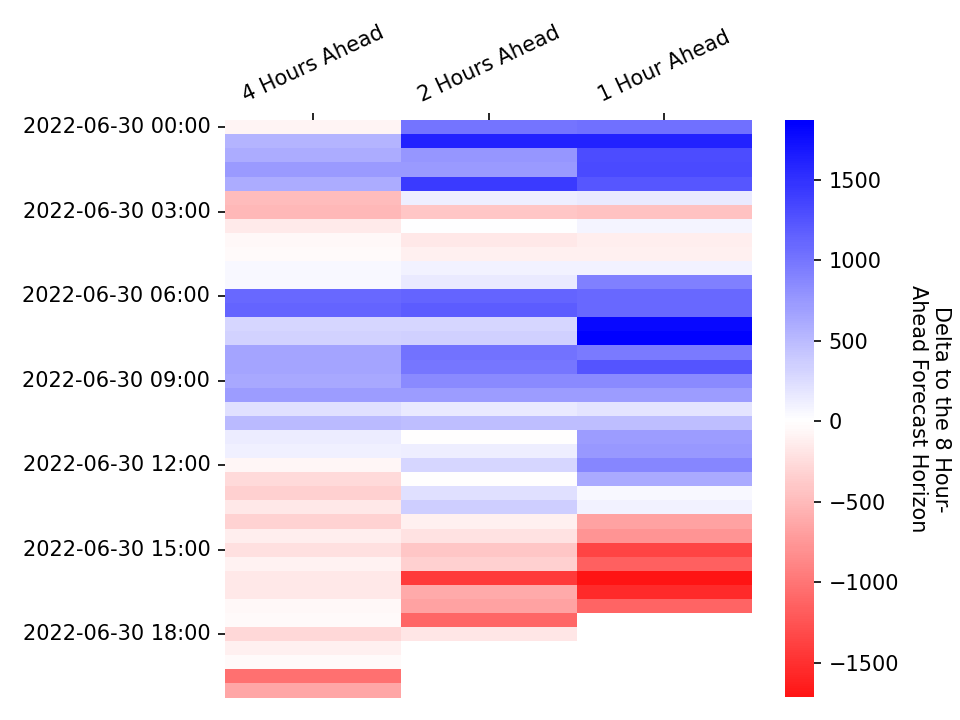 4 Hours Ahead
2 Hours Ahead
1 Hour Ahead
2022-06-30 00:00
2022-06-30 03:00
2022-06-30 06:00
2022-06-30 09:00
2022-06-30 12:00
2022-06-30 15:00
2022-06-30 18:00
1500
1000
500
0
−500
−1000
−1500
Delta to the 8 Hour-
Ahead Forecast Horizon